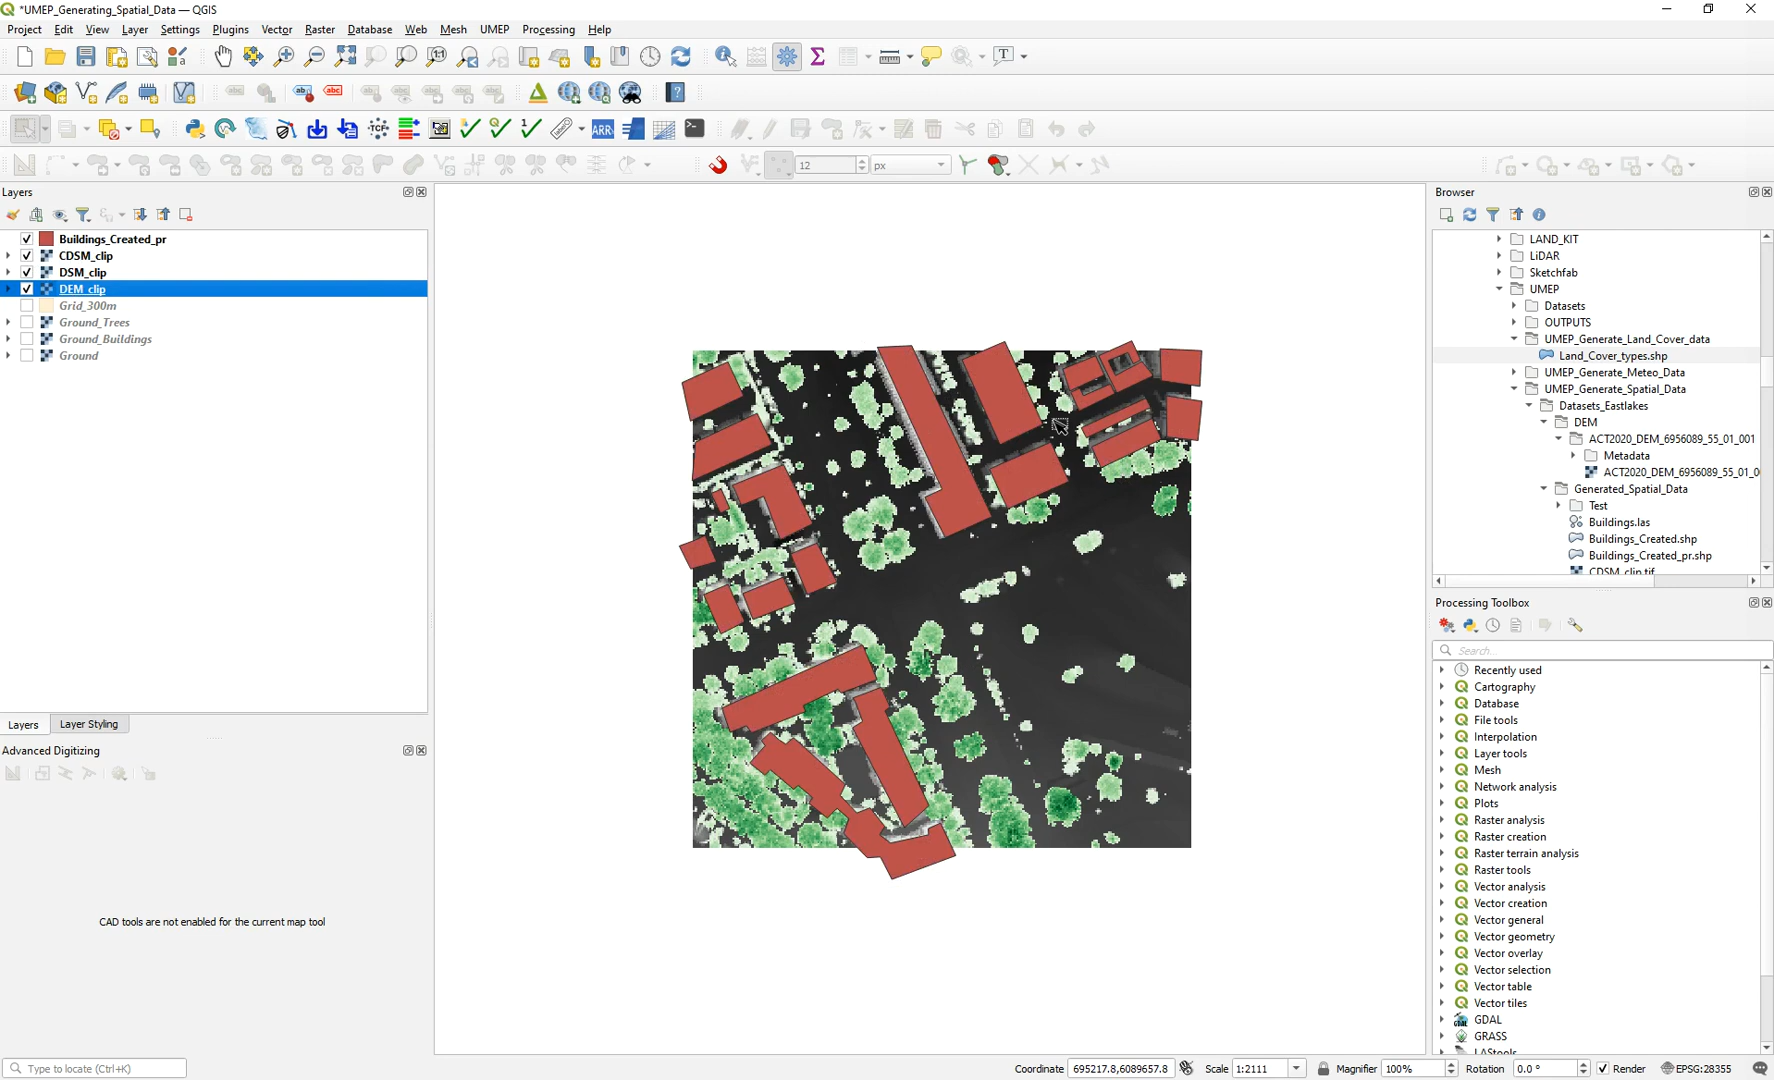 *UMEP_Generating_Spatial_Data — QGIS
Project Edit View Layer Settings Plugins Vector Raster Database Web Mesh UMEP Processing Help
12 px
Layers
Buildings_Created_pr
CDSM_clip
DSM_clip
DEM_clip
Grid_300m
Ground_Trees
Ground_Buildings
Ground
Layers Layer Styling
Advanced Digitizing
CAD tools are not enabled for the current map tool
Browser
LAND_KIT
LiDAR
Sketchfab
UMEP
Datasets
OUTPUTS
UMEP_Generate_Land_Cover_data
Land_Cover_types.shp
UMEP_Generate_Meteo_Data
UMEP_Generate_Spatial_Data
Datasets_Eastlakes
DEM
ACT2020_DEM_6956089_55_01_001
Metadata
ACT2020_DEM_6956089_55_01_0
Generated_Spatial_Data
Test
Buildings.las
Buildings_Created.shp
Buildings_Created_pr.shp
CDSM_clip.tif
Processing Toolbox
Search...
Recently used
Cartography
Database
File tools
Interpolation
Layer tools
Mesh
Network analysis
Plots
Raster analysis
Raster creation
Raster terrain analysis
Raster tools
Vector analysis
Vector creation
Vector general
Vector geometry
Vector overlay
Vector selection
Vector table
Vector tiles
GDAL
GRASS
LAStools
Type to locate (Ctrl+K) Coordinate 695217.8,6089657.8 Scale 1:2111 Magnifier 100% Rotation 0.0 ° Render EPSG:28355